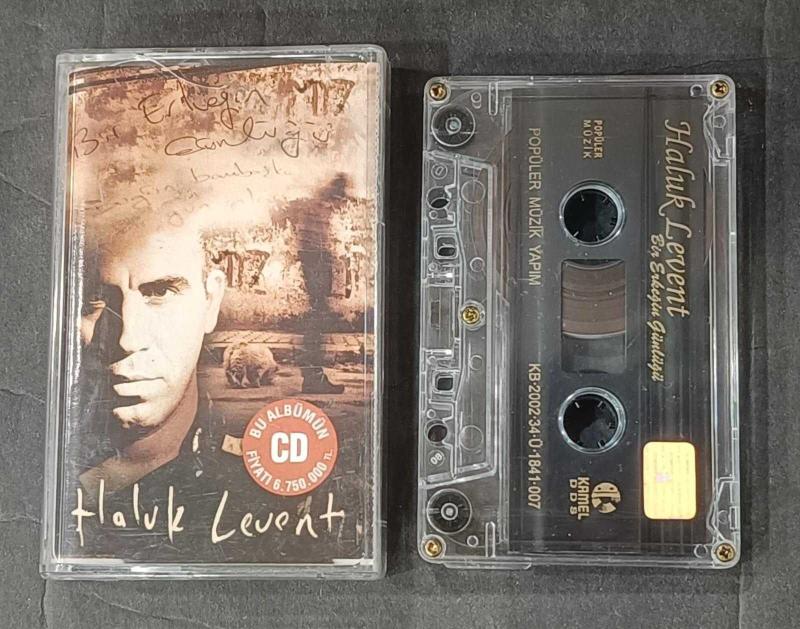 Bir Erkeğin
Günlüğü
Haluk Levent
BU ALBÜMÜN
CD
FİYATI 6.750.000 TL.
Haluk Levent
Bir Erkeğin Günlüğü
POPÜLER
MÜZİK
POPÜLER MÜZİK YAPIM
KB·2002·34·0·1841·007
KAMEL
DDS